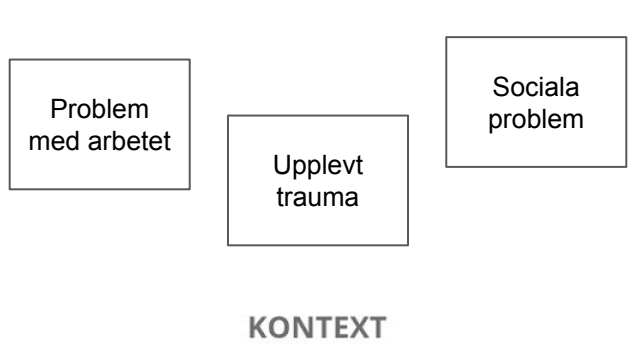 Problem
med arbetet
Upplevt
trauma
Sociala
problem
KONTEXT